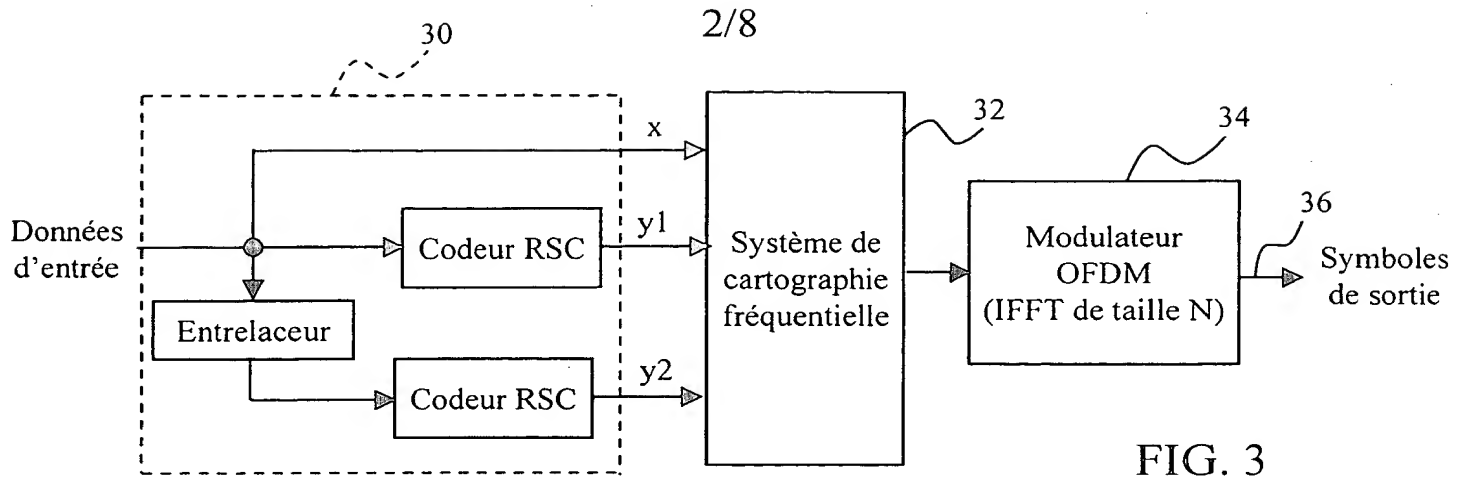 2/8
30
32
34
36
x
y1
y2
Données
d'entrée
Codeur RSC
Entrelaceur
Codeur RSC
Système de
cartographie
fréquentielle
Modulateur
OFDM
(IFFT de taille N)
Symboles
de sortie
FIG. 3